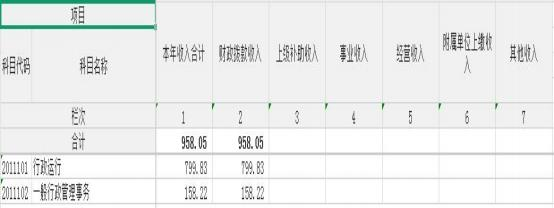 项目 本年收入合计 财政拨款收入 上级补助收入 事业收入 经营收入 附属单位上缴收入 其他收入
科目代码 科目名称
栏次 1 2 3 4 5 6 7
合计 958.05 958.05
2011101 行政运行 799.83 799.83
2011102 一般行政管理事务 158.22 158.22